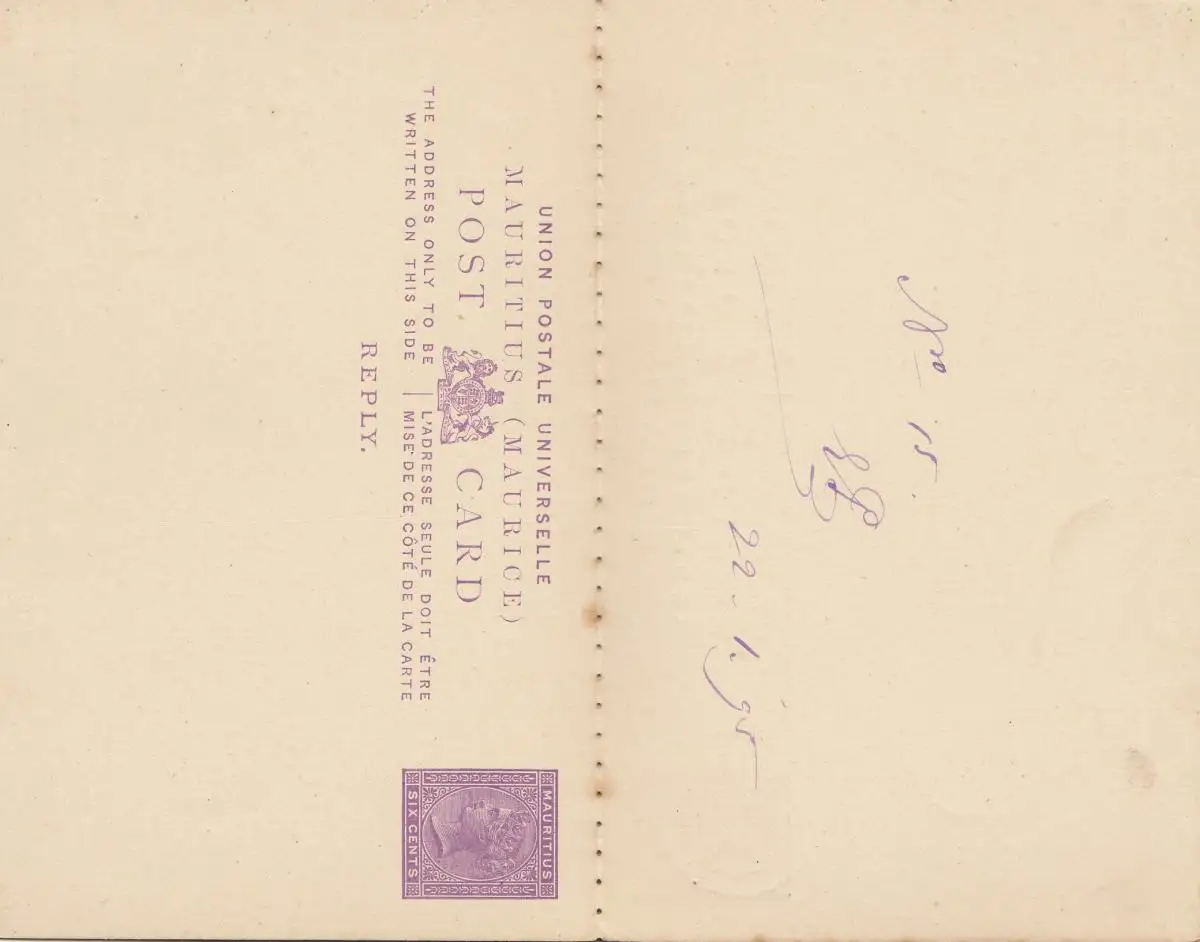 No 15.
22-1.95
UNION POSTALE UNIVERSELLE
MAURITIUS (MAURICE)
POST CARD
THE ADDRESS ONLY TO BE
WRITTEN ON THIS SIDE
L'ADRESSE SEULE DOIT ÊTRE
MISE DE CE CÔTÉ DE LA CARTE
REPLY.
MAURITIUS
SIX CENTS